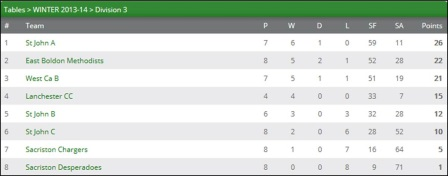 Tables > WINTER 2013-14 > Division 3
# Team P W D L SF SA Points
1 St John A 7 6 1 0 59 11 26
2 East Boldon Methodists 8 5 2 1 52 28 22
3 West Ca B 7 5 1 1 51 19 21
4 Lanchester CC 4 4 0 0 33 7 15
5 St John B 6 3 0 3 32 28 12
6 St John C 8 2 0 6 28 52 10
7 Sacriston Chargers 8 1 0 7 16 64 5
8 Sacriston Desperadoes 8 0 0 8 9 71 1